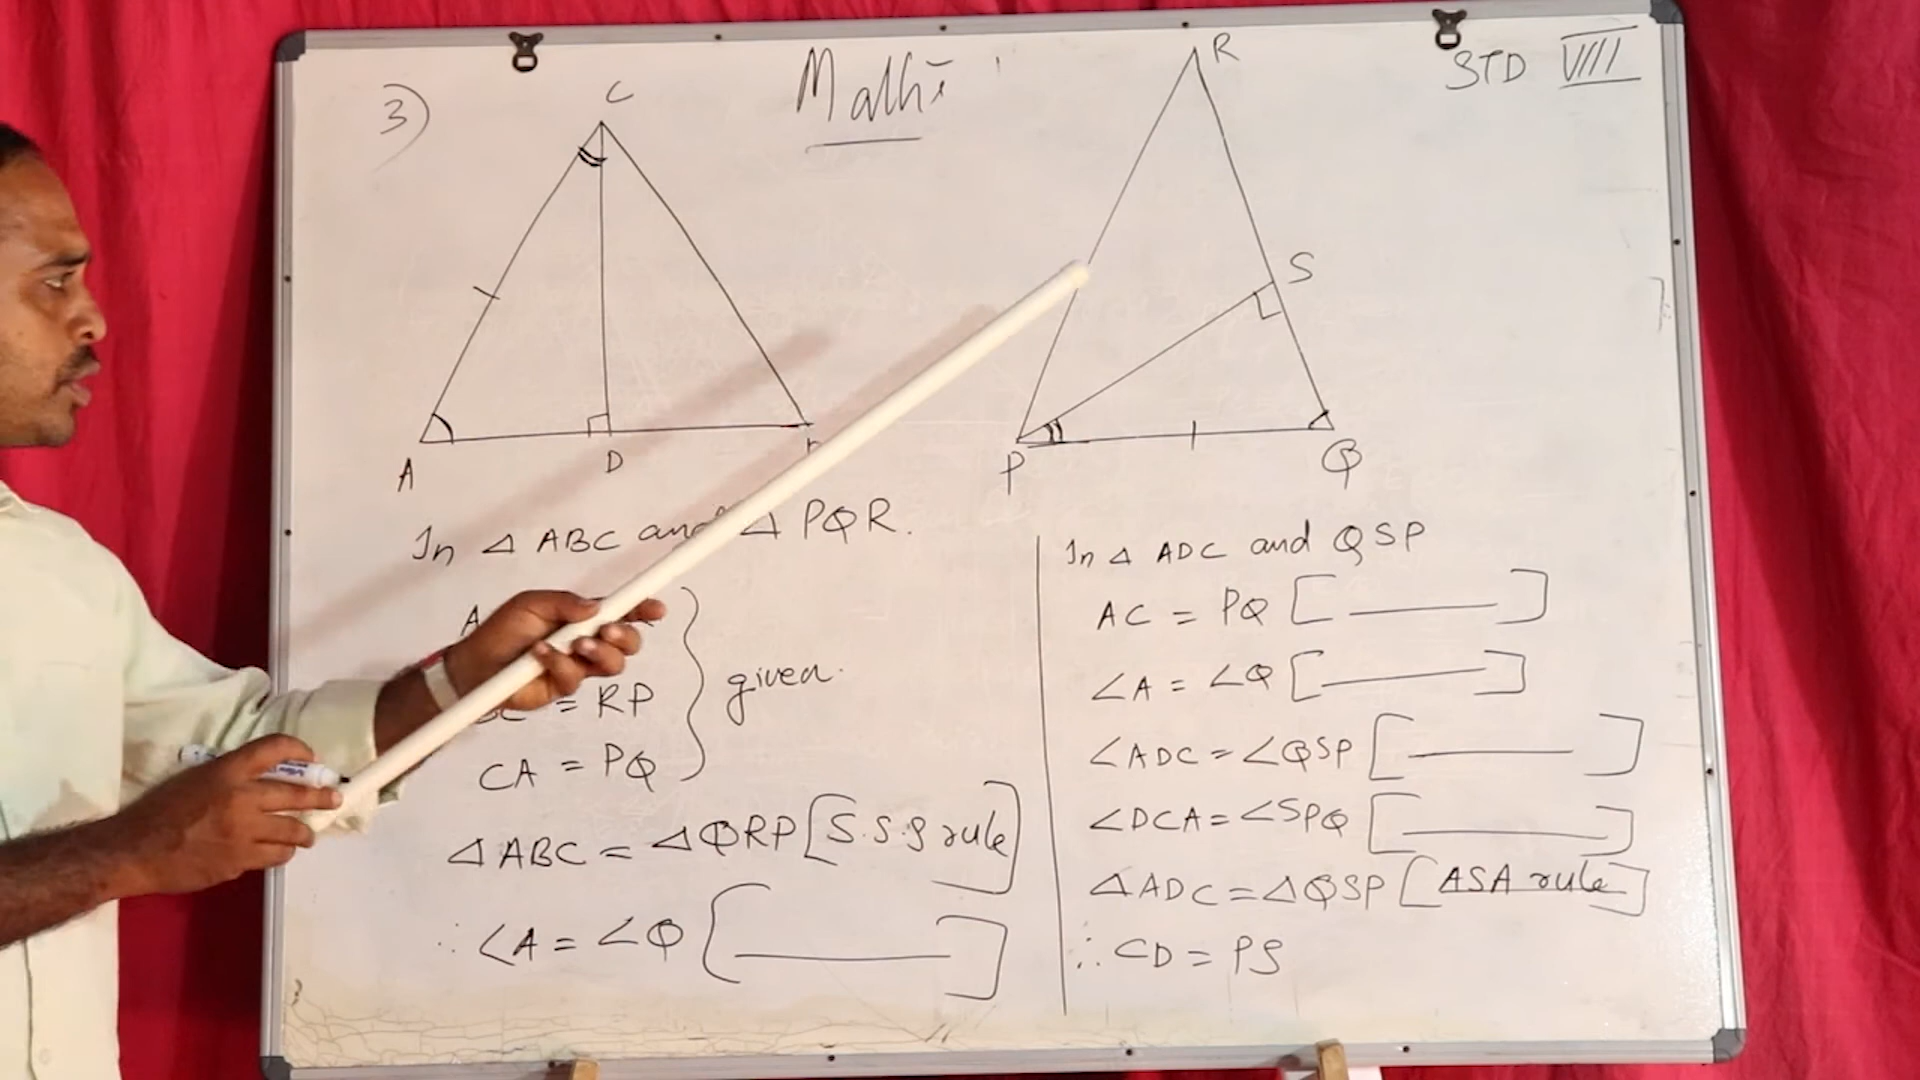 3)
Maths
STD VIII
C
A
D
R
S
P
Q
In △ ABC and △ PQR.
= RP
CA = PQ
given
△ ABC = △ QRP [S.S.S rule]
∴ ∠A = ∠Q [ ]
In △ ADC and QSP
AC = PQ [ ]
∠A = ∠Q [ ]
∠ADC = ∠QSP [ ]
∠DCA = ∠SPQ [ ]
△ADC = △QSP [ASA rule]
∴ CD = PS